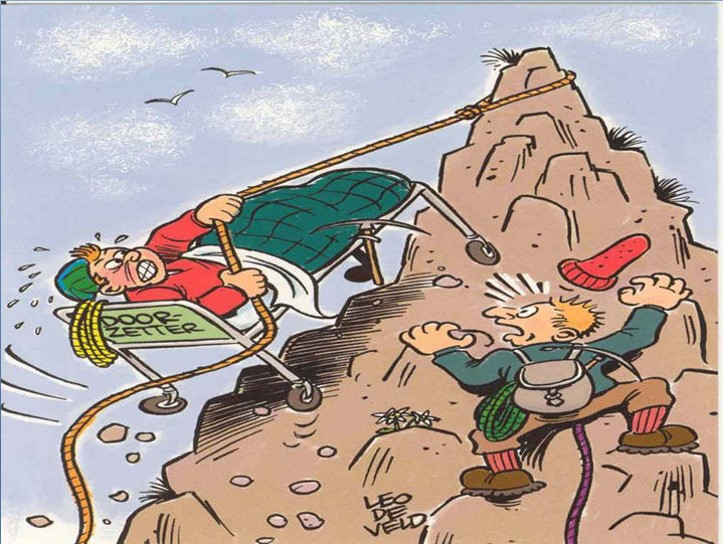 DOOR-
ZETTER
LEO
DE
VELD